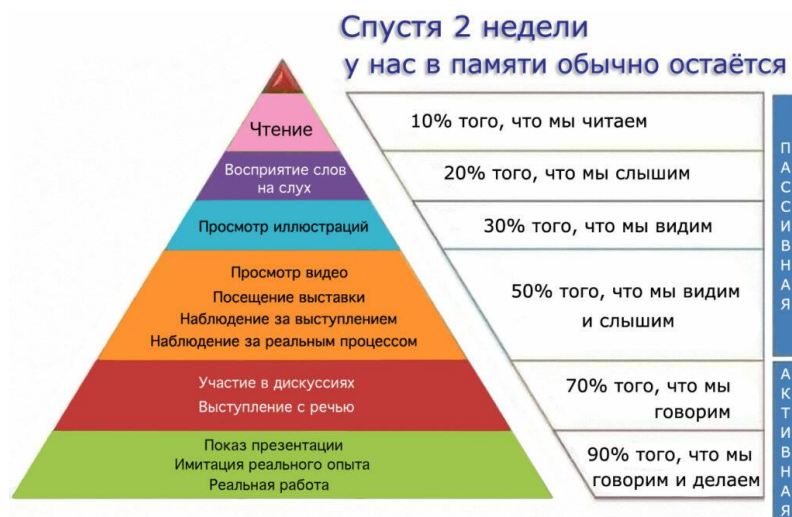 Спустя 2 недели
у нас в памяти обычно остаётся
Чтение
10% того, что мы читаем
Восприятие слов
на слух
20% того, что мы слышим
Просмотр иллюстраций
30% того, что мы видим
Просмотр видео
Посещение выставки
Наблюдение за выступлением
Наблюдение за реальным процессом
50% того, что мы видим
и слышим
Участие в дискуссиях
Выступление с речью
70% того, что мы
говорим
Показ презентации
Имитация реального опыта
Реальная работа
90% того, что мы
говорим и делаем
ПАССИВНАЯ
АКТИВНАЯ